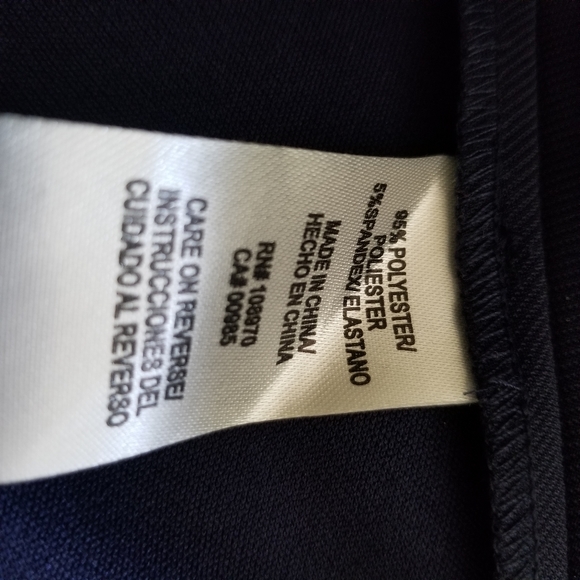 95% POLYESTER/
POLIESTER
5%SPANDEX/ ELASTANO
MADE IN CHINA/
HECHO EN CHINA
RN# 108970
CA# 00985
CARE ON REVERSE/
INSTRUCCIONES DEL
CUIDADO AL REVERSO